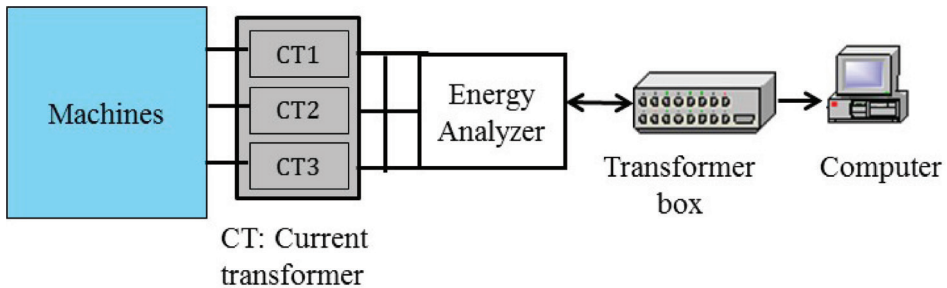 Machines
CT1
CT2
CT3
CT: Current
transformer
Energy
Analyzer
Transformer
box
Computer